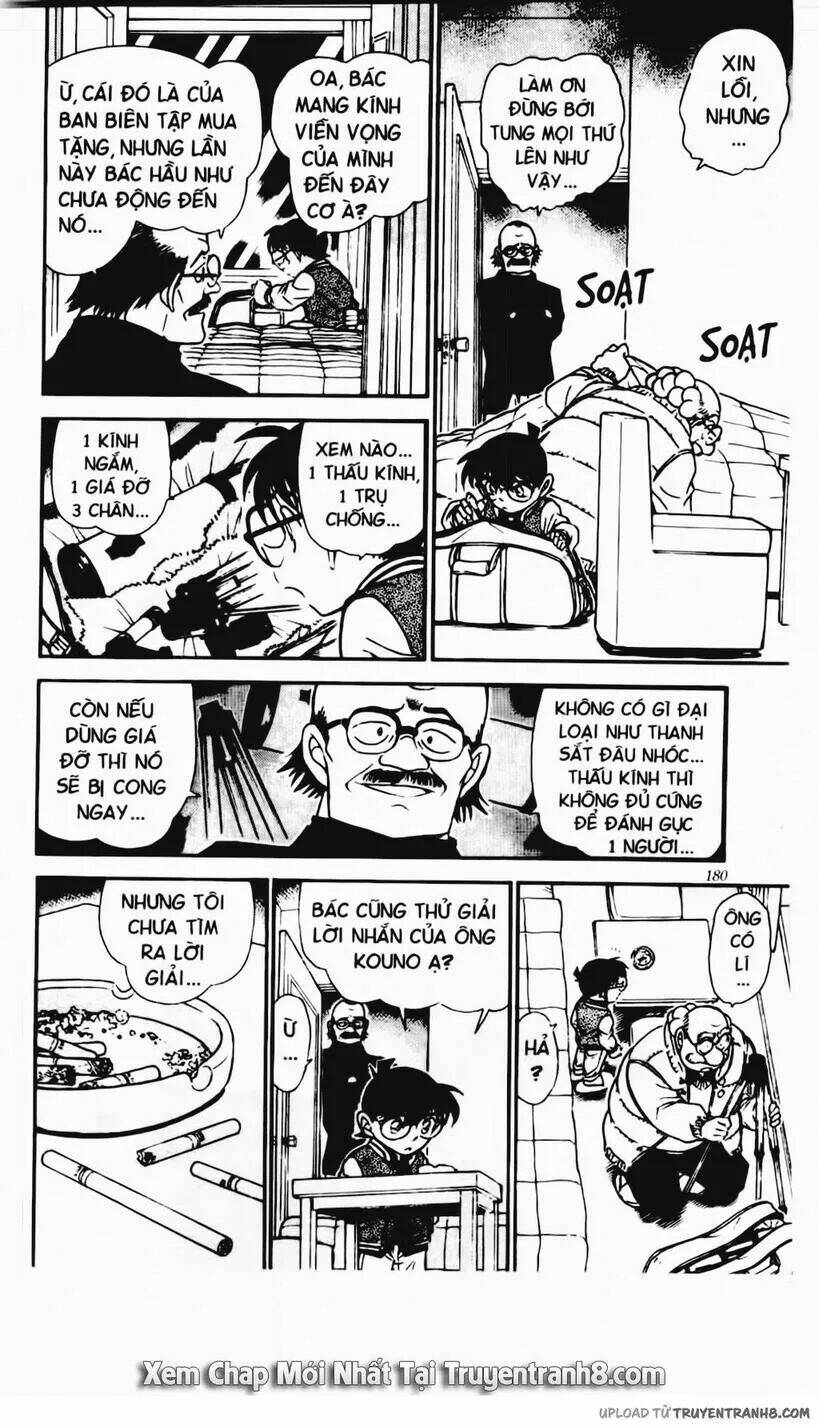 XIN
LỖI,
NHƯNG
...
LÀM ƠN
ĐỪNG BỚI
TUNG MỌI THỨ
LÊN NHƯ
VẬY...
SOẠT
SOẠT
OA, BÁC
MANG KÍNH
VIỄN VỌNG
CỦA MÌNH
ĐẾN ĐÂY
CƠ À?
Ừ, CÁI ĐÓ LÀ CỦA
BAN BIÊN TẬP MUA
TẶNG, NHƯNG LẦN
NÀY BÁC HẦU NHƯ
CHƯA ĐỘNG ĐẾN
NÓ...
XEM NÀO...
1 THẤU KÍNH,
1 TRỤ
CHỐNG...
1 KÍNH
NGẮM,
1 GIÁ ĐỠ
3 CHÂN...
KHÔNG CÓ GÌ ĐẠI
LOẠI NHƯ THANH
SẮT ĐÂU NHÓC...
THẤU KÍNH THÌ
KHÔNG ĐỦ CỨNG
ĐỂ ĐÁNH GỤC
1 NGƯỜI...
CÒN NẾU
DÙNG GIÁ
ĐỠ THÌ NÓ
SẼ BỊ CONG
NGAY...
180
ÔNG
CÓ
LÍ
...
HẢ
?
BÁC CŨNG THỬ GIẢI
LỜI NHẮN CỦA ÔNG
KOUNO Ạ?
Ừ
...
NHƯNG TÔI
CHƯA TÌM
RA LỜI
GIẢI...
Xem Chap Mới Nhất Tại Truyentranh8.com
UPLOAD TỪ TRUYENTRANH8.COM